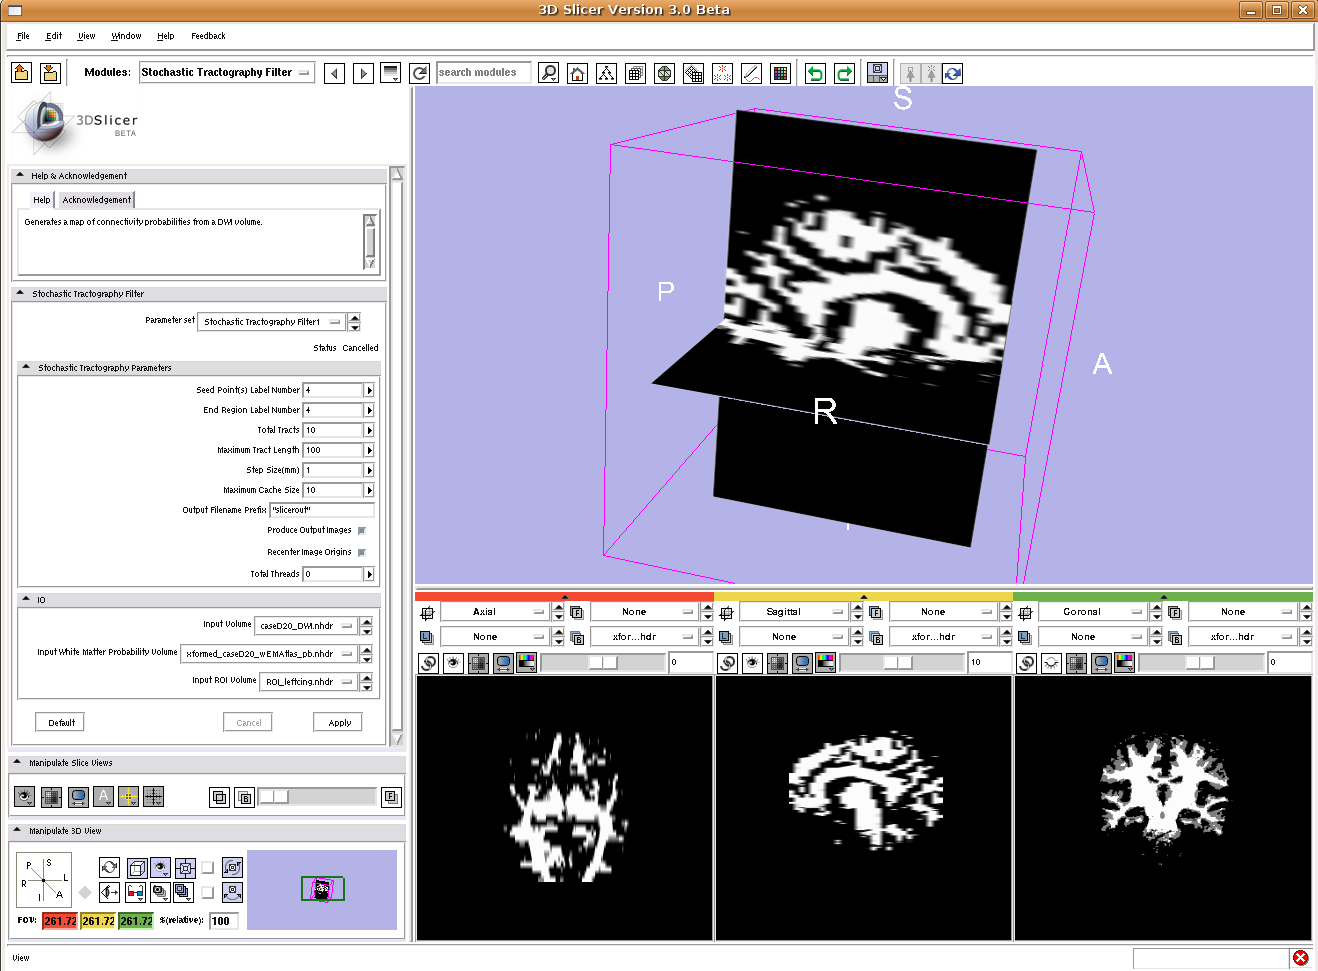 3D Slicer Version 3.0 Beta
File Edit View Window Help Feedback
Modules: Stochastic Tractography Filter search modules
3DSlicer
BETA
Help & Acknowledgement
Help Acknowledgement
Generates a map of connectivity probabilities from a DWI volume.
Stochastic Tractography Filter
Parameter set Stochastic Tractography Filter1
Status Cancelled
Stochastic Tractography Parameters
Seed Point(s) Label Number 4
End Region Label Number 4
Total Tracts 10
Maximum Tract Length 100
Step Size(mm) 1
Maximum Cache Size 10
Output Filename Prefix "Slicerout"
Produce Output Images
Recenter Image Origins
Total Threads 0
IO
Input Volume caseD20_DWI.nhdr
Input White Matter Probability Volume xformed_caseD20_wEMAtlas_pb.nhdr
Input ROI Volume ROI_leftcing.nhdr
Default Cancel Apply
Manipulate Slice Views
A
B
F
Manipulate 3D View
P S
R L
I A
FOV: 261.72 261.72 261.72 %(relative): 100
S
P
A
R
Axial F None
None B xfor...hdr
0
Sagittal F None
None B xfor...hdr
10
Coronal F None
None B xfor...hdr
0
View